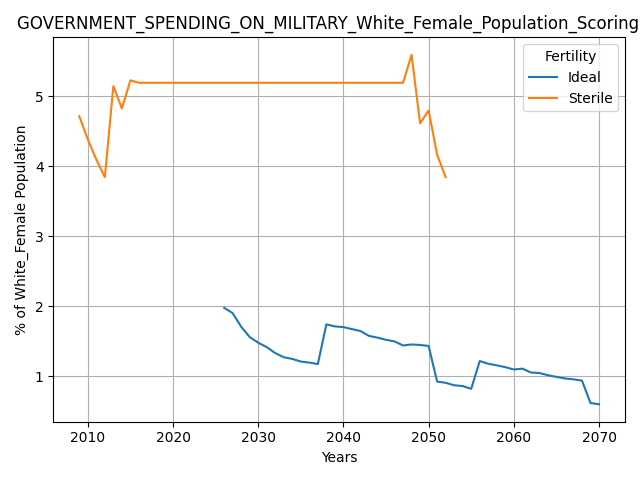 GOVERNMENT_SPENDING_ON_MILITARY_White_Female_Population_Scoring
Fertility
Ideal
Sterile
% of White_Female Population
5
4
3
2
1
2010 2020 2030 2040 2050 2060 2070
Years